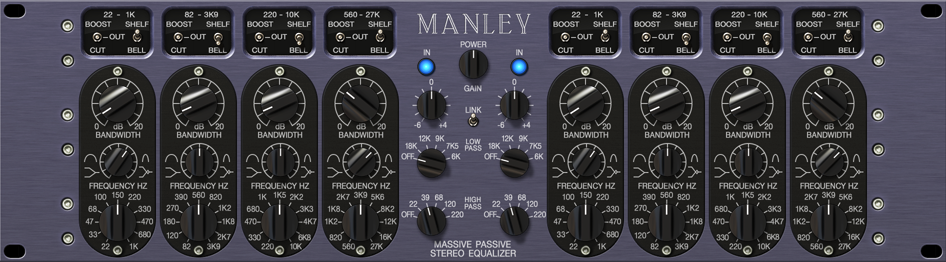 22 - 1K
BOOST SHELF
OUT
CUT BELL
82 - 3K9
BOOST SHELF
OUT
CUT BELL
220 - 10K
BOOST SHELF
OUT
CUT BELL
560 - 27K
BOOST SHELF
OUT
CUT BELL
MANLEY
POWER
IN IN
22 - 1K
BOOST SHELF
OUT
CUT BELL
82 - 3K9
BOOST SHELF
OUT
CUT BELL
220 - 10K
BOOST SHELF
OUT
CUT BELL
560 - 27K
BOOST SHELF
OUT
CUT BELL
0 dB 20
BANDWIDTH
FREQUENCY HZ
100 150 220
68 330
47 470
33 680
22 1K
0 dB 20
BANDWIDTH
FREQUENCY HZ
390 560 820
270 1K2
180 1K8
120 2K7
82 3K9
0 dB 20
BANDWIDTH
FREQUENCY HZ
1K 1K5 2K2
680 3K3
470 4K7
330 6K8
220 10K
0 dB 20
BANDWIDTH
FREQUENCY HZ
2K7 3K9 5K6
1K8 8K2
1K2 12K
820 16K
560 27K
GAIN
0 0
-6 +4 -6 +4
LINK
LOW
PASS
12K 9K
18K 7K5
OFF 6K
12K 9K
18K 7K5
OFF 6K
HIGH
PASS
39 68
22 120
OFF 220
39 68
22 120
OFF 220
MASSIVE PASSIVE
STEREO EQUALIZER
0 dB 20
BANDWIDTH
FREQUENCY HZ
100 150 220
68 330
47 470
33 680
22 1K
0 dB 20
BANDWIDTH
FREQUENCY HZ
390 560 820
270 1K2
180 1K8
120 2K7
82 3K9
0 dB 20
BANDWIDTH
FREQUENCY HZ
1K 1K5 2K2
680 3K3
470 4K7
330 6K8
220 10K
0 dB 20
BANDWIDTH
FREQUENCY HZ
2K7 3K9 5K6
1K8 8K2
1K2 12K
820 16K
560 27K